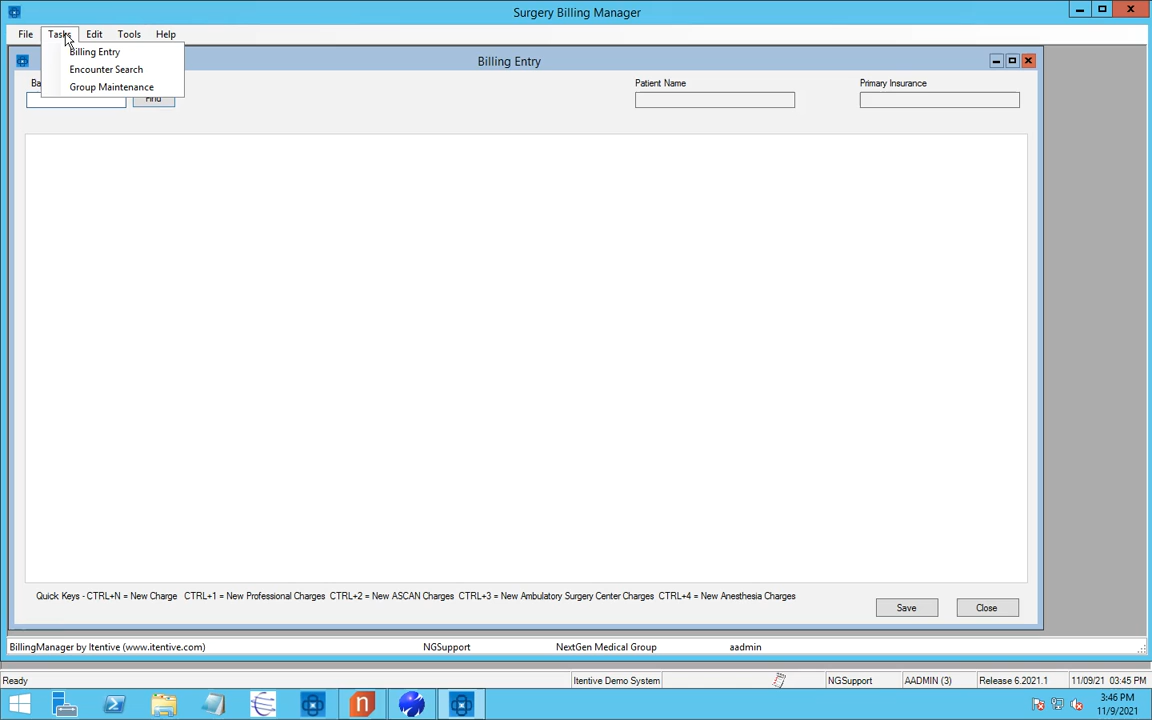 Surgery Billing Manager
File Tasks Edit Tools Help
Billing Entry
Billing Entry
Encounter Search
Group Maintenance
Find
Patient Name
Primary Insurance
Quick Keys - CTRL+N = New Charge CTRL+1 = New Professional Charges CTRL+2 = New ASCAN Charges CTRL+3 = New Ambulatory Surgery Center Charges CTRL+4 = New Anesthesia Charges
Save
Close
BillingManager by Itentive (www.itentive.com) NGSupport NextGen Medical Group aadmin
Ready Itentive Demo System NGSupport AADMIN (3) Release 6.2021.1 11/09/21 03:45 PM
3:46 PM
11/9/2021